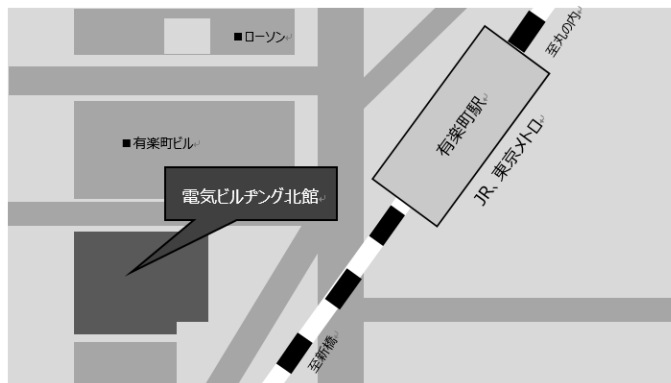 ■ローソン
至丸の内
有楽町駅
JR、東京メトロ
■有楽町ビル
電気ビルヂング北館
至新橋